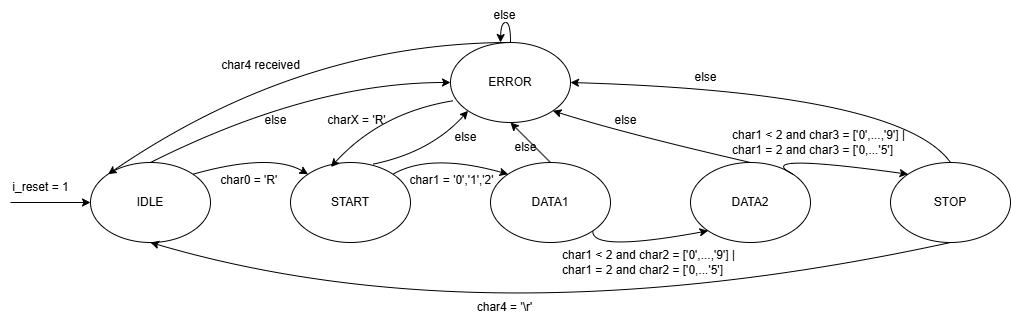 else
char4 received
ERROR
else
charX = 'R'
else
else
else
else
char1 < 2 and char3 = ['0',...,'9'] |
char1 = 2 and char3 = ['0,...'5']
i_reset = 1
IDLE
char0 = 'R'
START
char1 = '0','1','2'
DATA1
DATA2
STOP
char1 < 2 and char2 = ['0',...,'9'] |
char1 = 2 and char2 = ['0,...'5']
char4 = '\r'